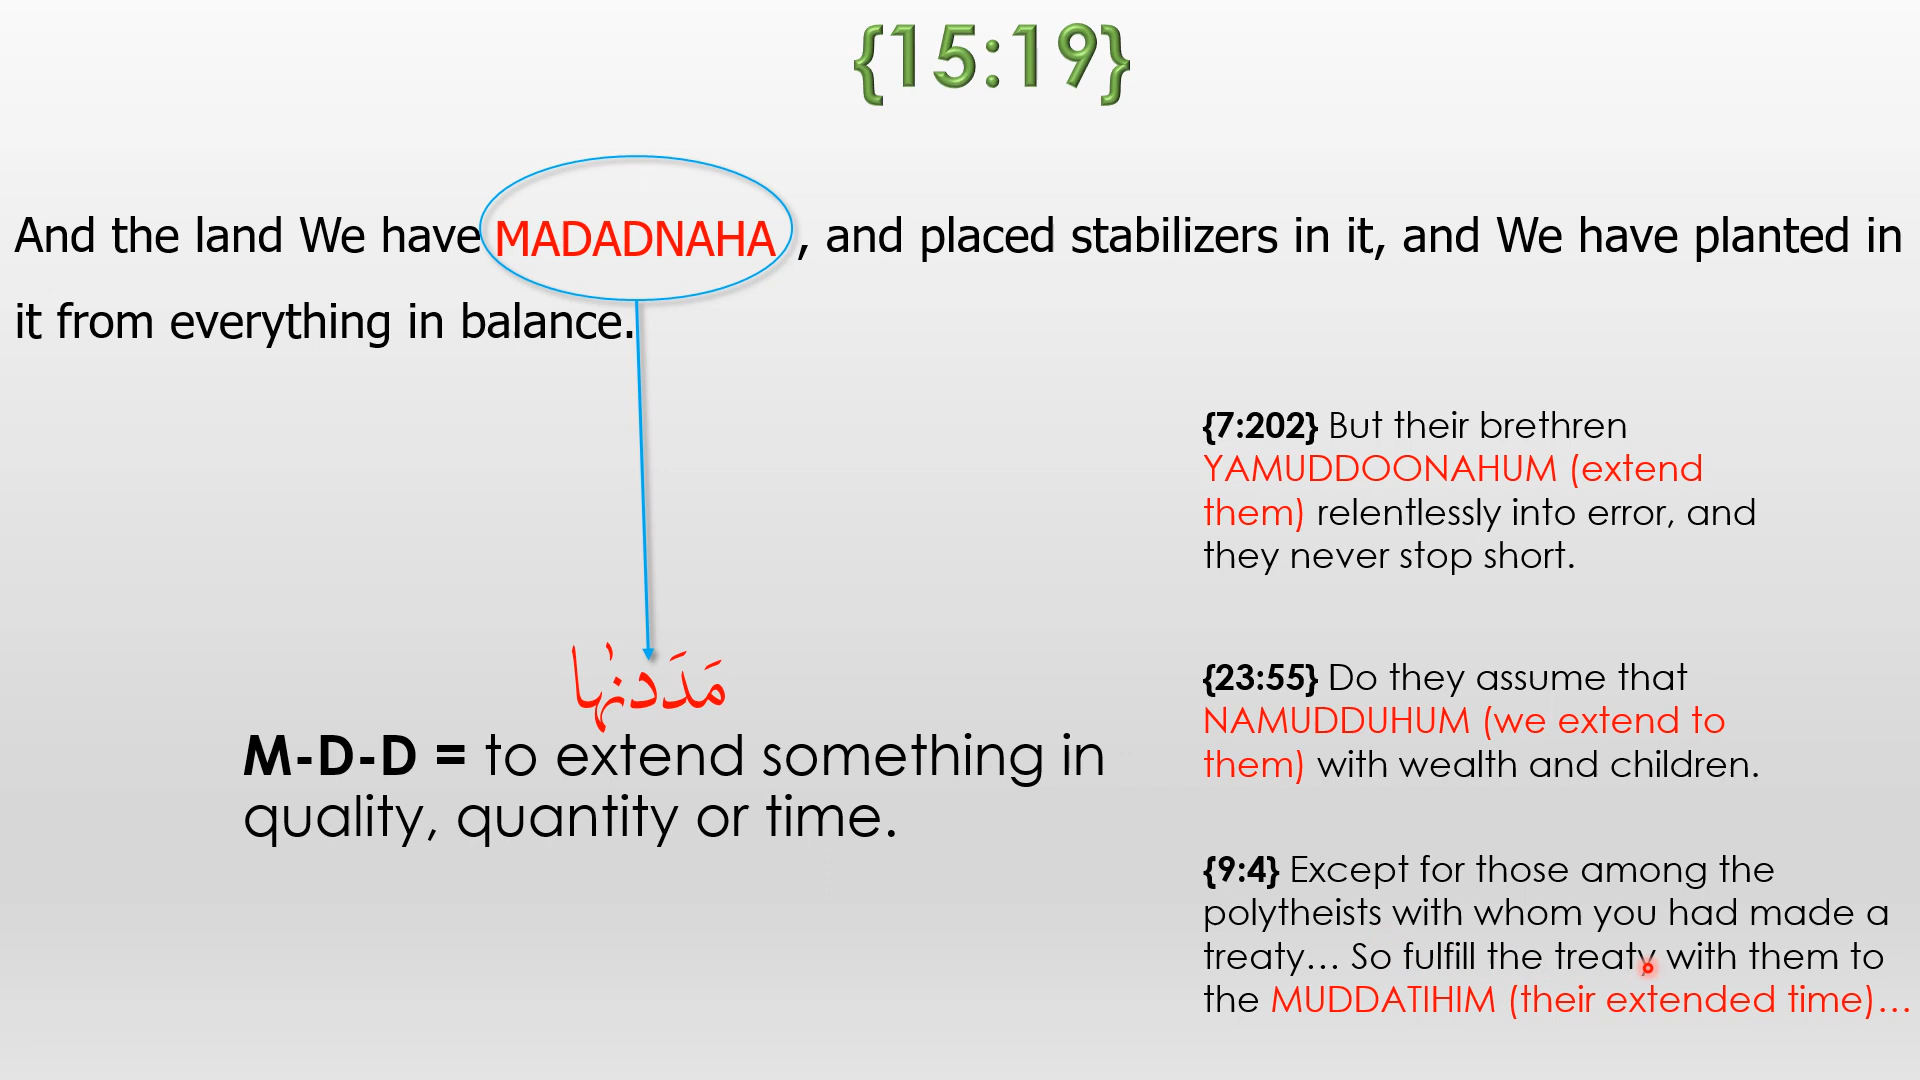 {15:19}
And the land We have MADADNAHA , and placed stabilizers in it, and We have planted in
it from everything in balance.
{7:202} But their brethren
YAMUDDOONAHUM (extend
them) relentlessly into error, and
they never stop short.
مَدَدنٰها
M-D-D = to extend something in
quality, quantity or time.
{23:55} Do they assume that
NAMUDDUHUM (we extend to
them) with wealth and children.
{9:4} Except for those among the
polytheists with whom you had made a
treaty… So fulfill the treaty with them to
the MUDDATIHIM (their extended time)…